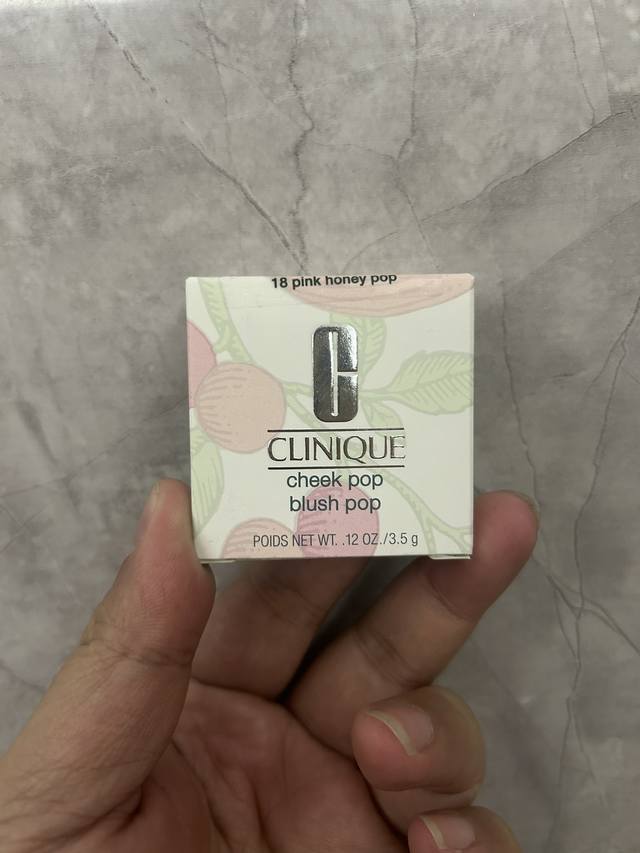 18 pink honey pop
CLINIQUE
cheek pop
blush pop
POIDS NET WT. .12 OZ./3.5 g